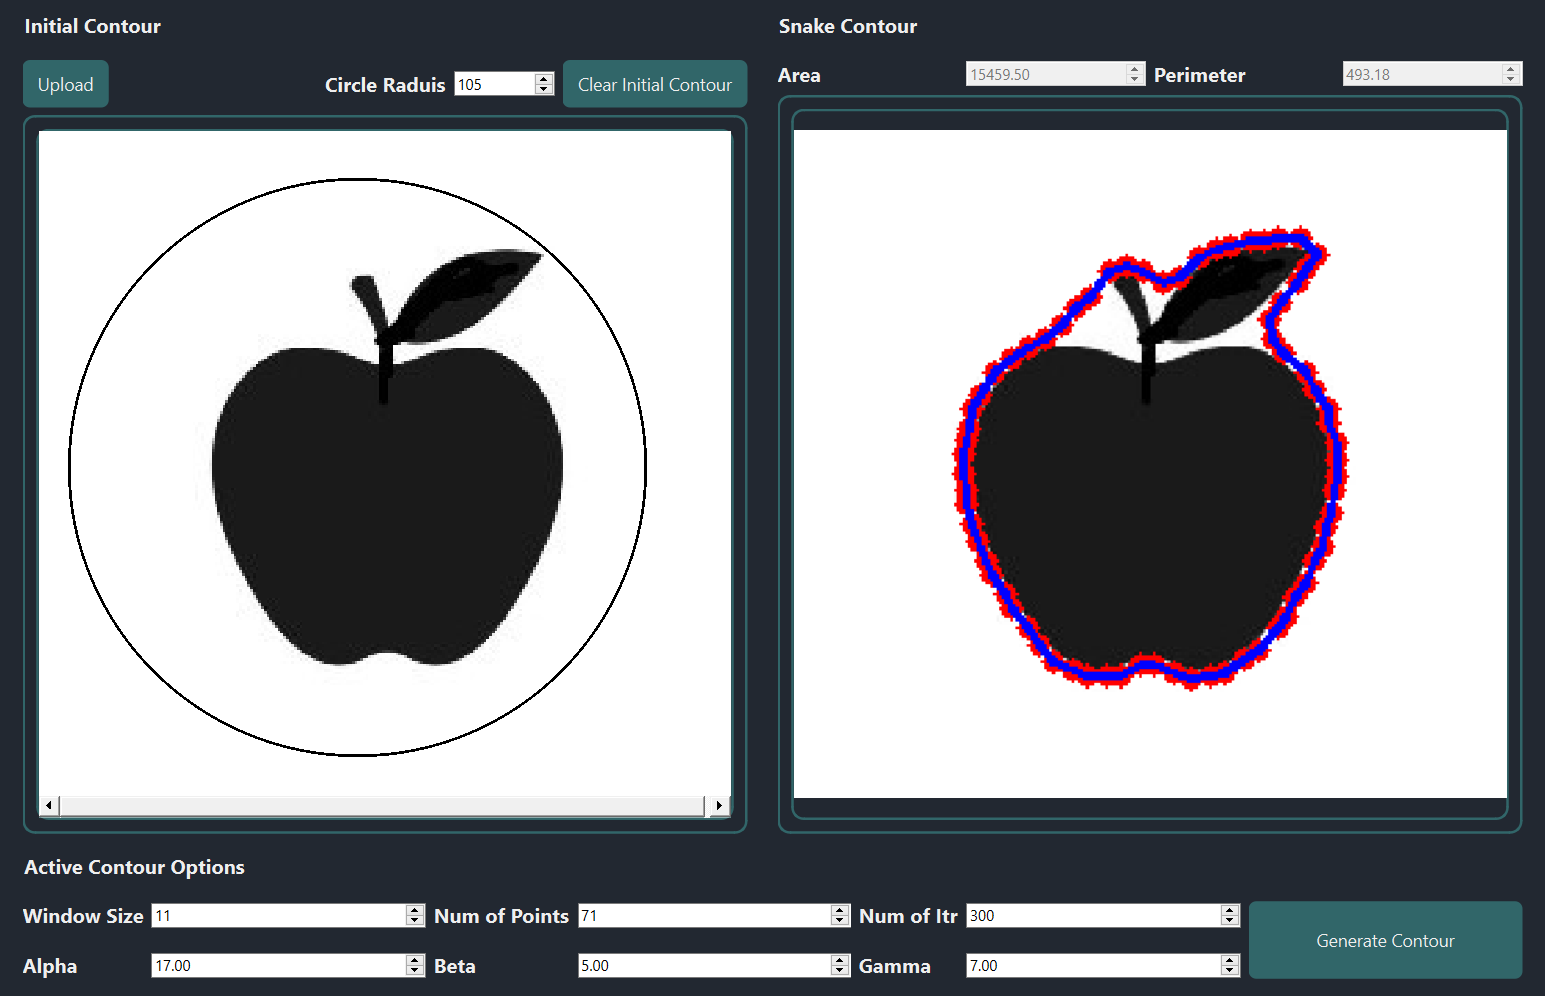 Initial Contour
Upload
Circle Raduis 105
Clear Initial Contour
Snake Contour
Area 15459.50 Perimeter 493.18
Active Contour Options
Window Size 11 Num of Points 71 Num of Itr 300
Alpha 17.00 Beta 5.00 Gamma 7.00
Generate Contour